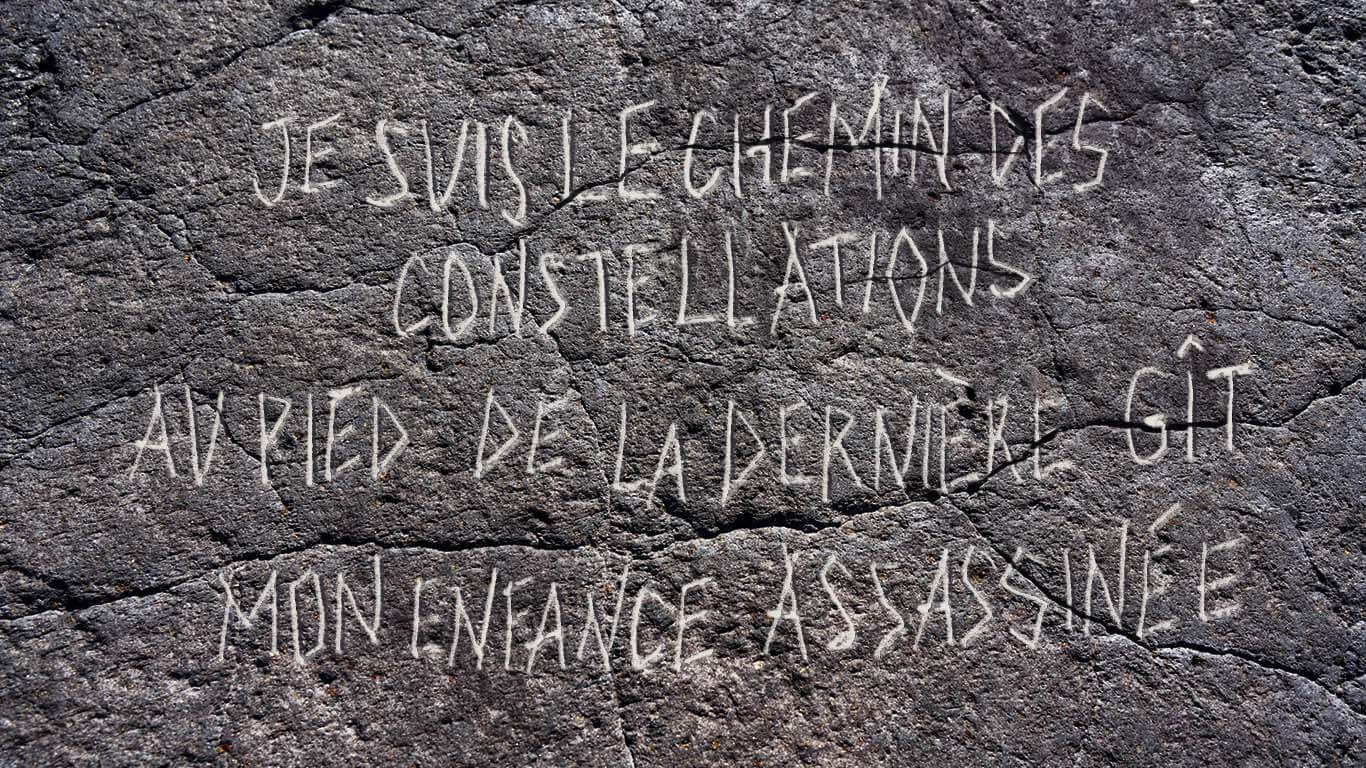 JE SUIS LE CHEMIN DES
CONSTELLATIONS
AU PIED DE LA DERNIÈRE GÎT
MON ENFANCE ASSASSINÉE